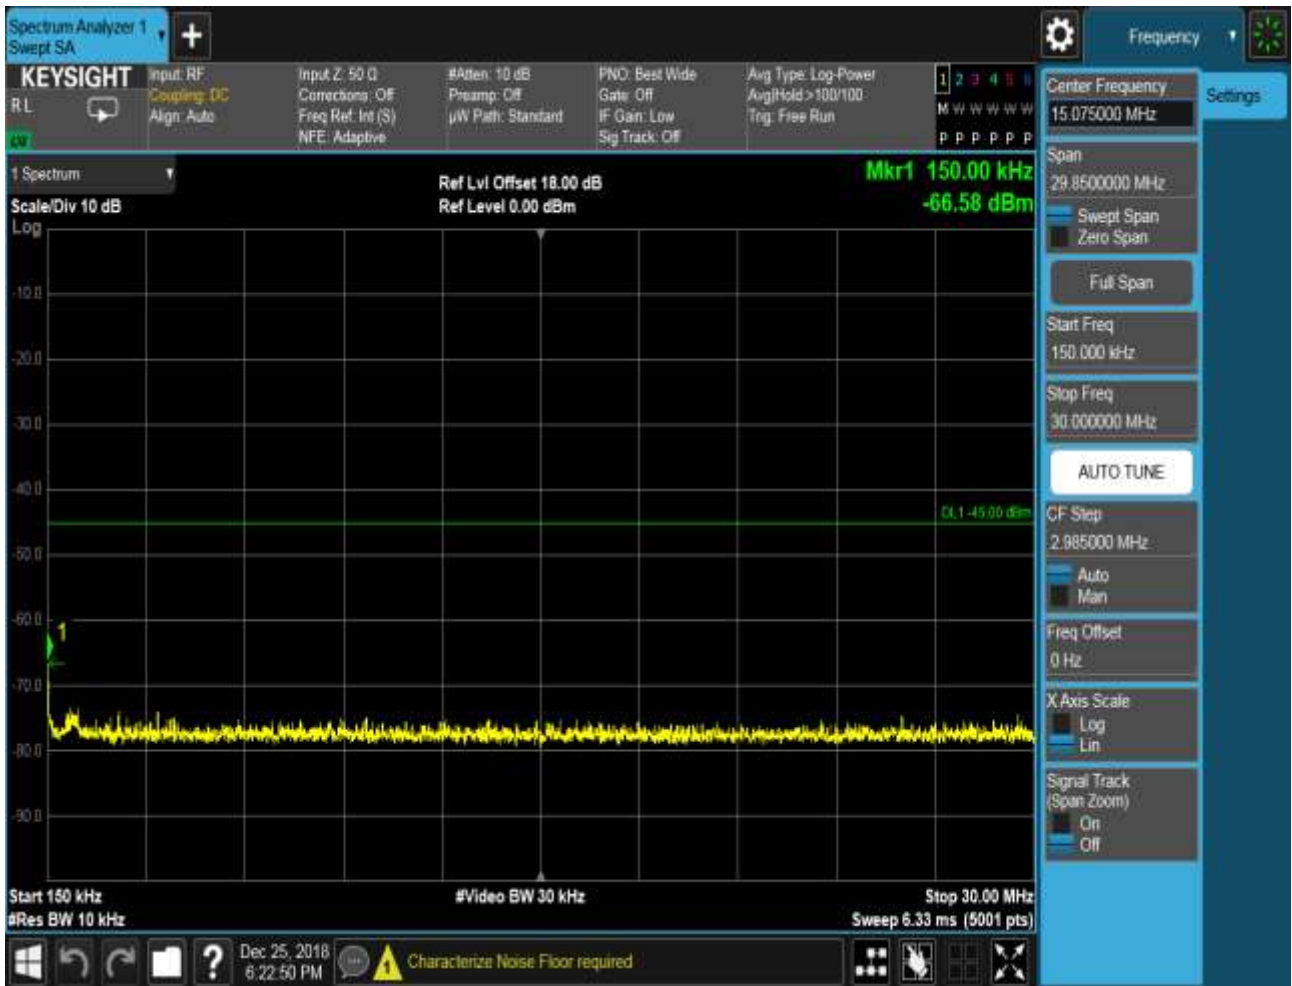 Spectrum Analyzer 1
Swept SA
+
Frequency
KEYSIGHT
RL
Input: RF
Coupling: DC
Align: Auto
Input Z: 50 Ω
Corrections: Off
Freq Ref: Int (S)
NFE: Adaptive
#Atten: 10 dB
Preamp: Off
µW Path: Standard
PNO: Best Wide
Gate: Off
IF Gain: Low
Sig Track: Off
Avg Type: Log-Power
Avg|Hold >100/100
Trig: Free Run
1 2 3 4 5 6
M W W W W W
P P P P P P
1 Spectrum
Scale/Div 10 dB
Log
Ref Lvl Offset 18.00 dB
Ref Level 0.00 dBm
Mkr1 150.00 kHz
-66.58 dBm
-10.0
-20.0
-30.0
-40.0
-50.0
-60.0
-70.0
-80.0
-90.0
DL1 -45.00 dBm
1
Start 150 kHz
#Res BW 10 kHz
#Video BW 30 kHz
Stop 30.00 MHz
Sweep 6.33 ms (5001 pts)
Center Frequency
15.075000 MHz
Span
29.8500000 MHz
Swept Span
Zero Span
Full Span
Start Freq
150.000 kHz
Stop Freq
30.000000 MHz
AUTO TUNE
CF Step
2.985000 MHz
Auto
Man
Freq Offset
0 Hz
X Axis Scale
Log
Lin
Signal Track
(Span Zoom)
On
Off
Settings
?
Dec 25, 2018
6:22:50 PM
1
Characterize Noise Floor required